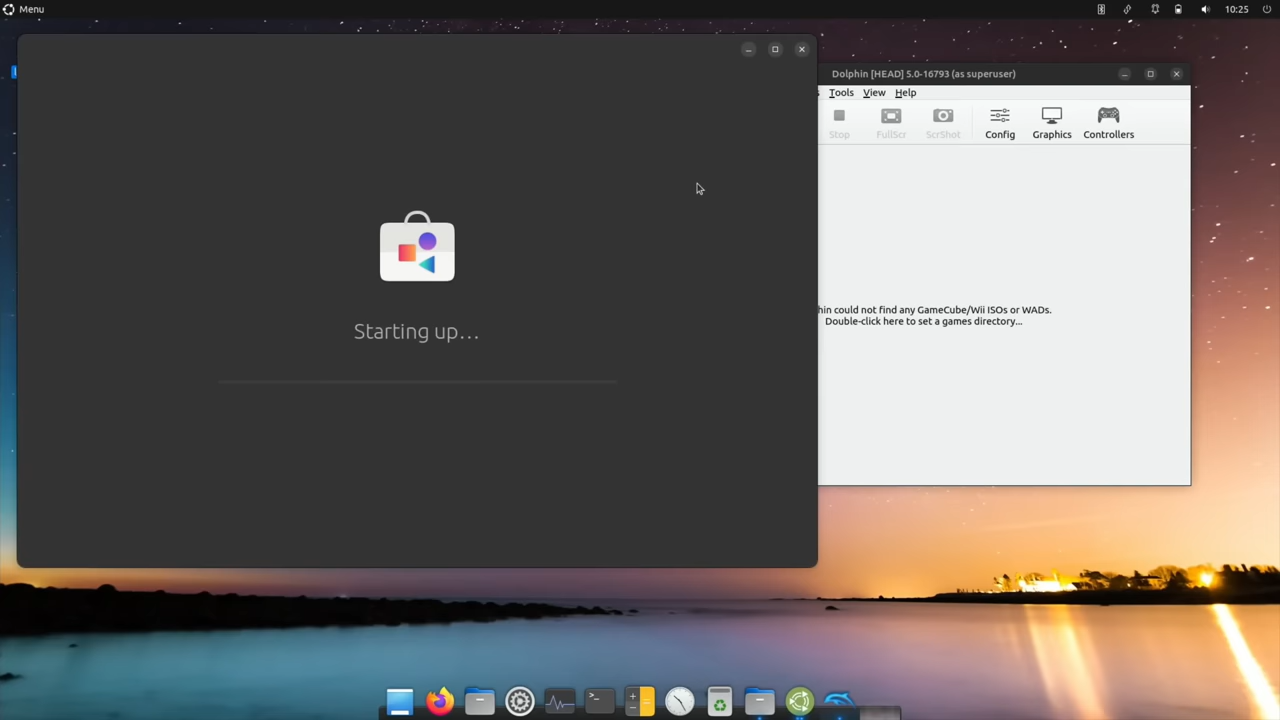 Menu
10:25
Dolphin [HEAD] 5.0-16793 (as superuser)
Tools View Help
Stop FullScr ScrShot Config Graphics Controllers
Starting up...
hin could not find any GameCube/Wii ISOs or WADs.
Double-click here to set a games directory...